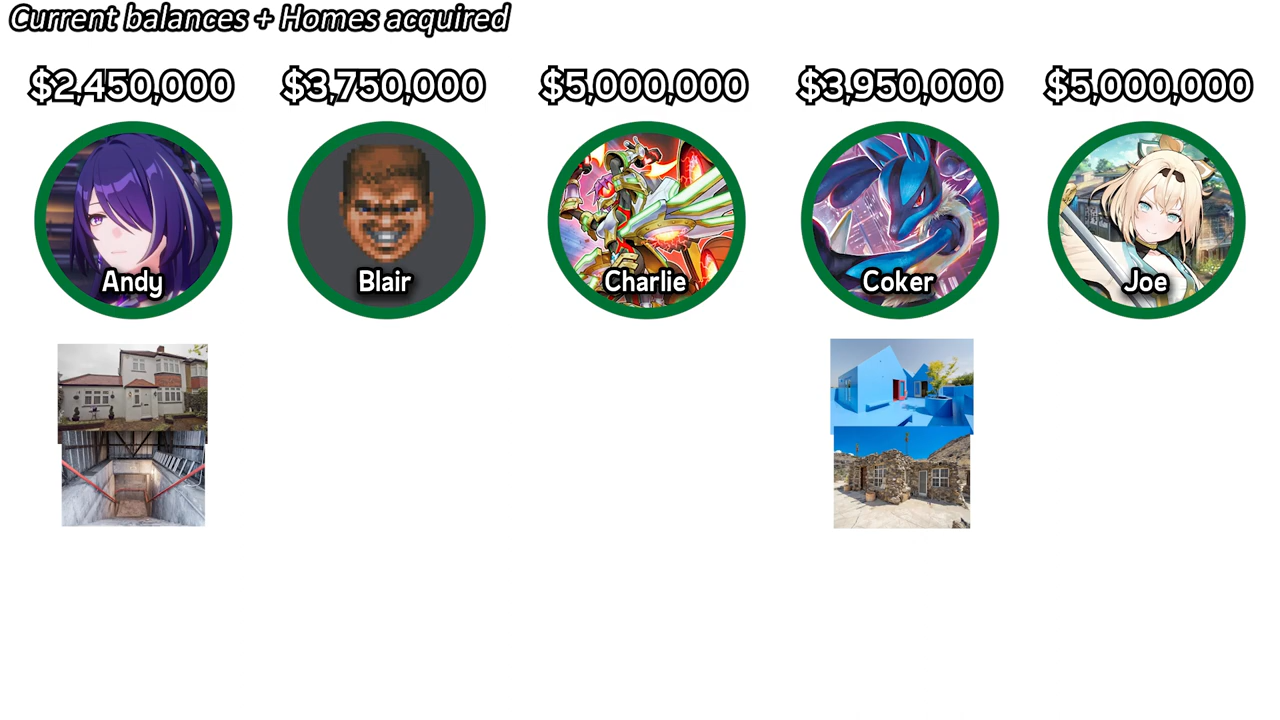 Current balances + Homes acquired
$2,450,000 $3,750,000 $5,000,000 $3,950,000 $5,000,000
Andy Blair Charlie Coker Joe